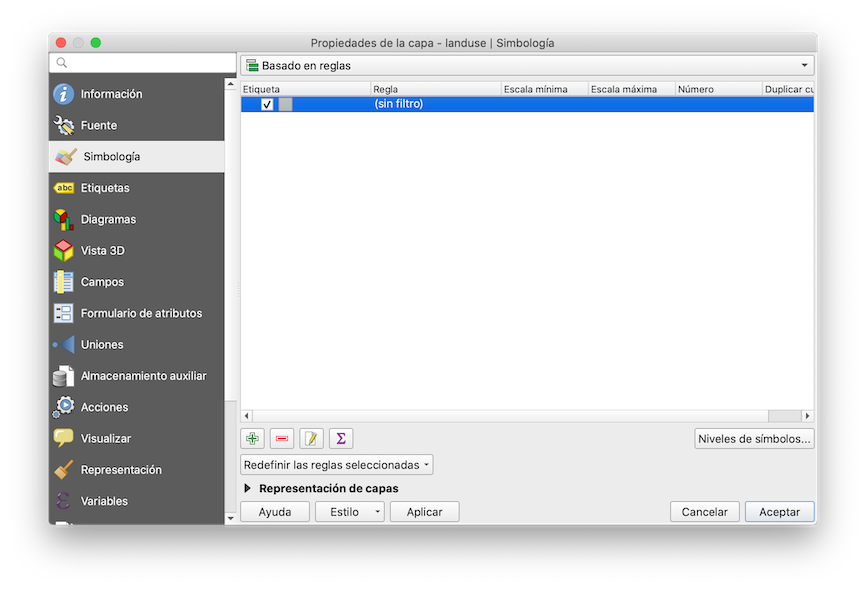 Propiedades de la capa - landuse | Simbología
Información
Fuente
Simbología
abc Etiquetas
Diagramas
Vista 3D
Campos
Formulario de atributos
Uniones
Almacenamiento auxiliar
Acciones
Visualizar
Representación
Variables
Basado en reglas
Etiqueta Regla Escala mínima Escala máxima Número Duplicar cu
(sin filtro)
Niveles de símbolos...
Redefinir las reglas seleccionadas
Representación de capas
Ayuda Estilo Aplicar Cancelar Aceptar